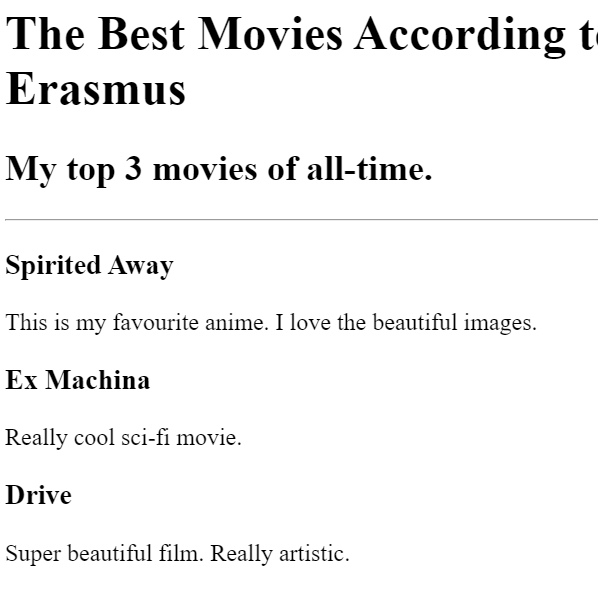 The Best Movies According to
Erasmus
My top 3 movies of all-time.
Spirited Away
This is my favourite anime. I love the beautiful images.
Ex Machina
Really cool sci-fi movie.
Drive
Super beautiful film. Really artistic.